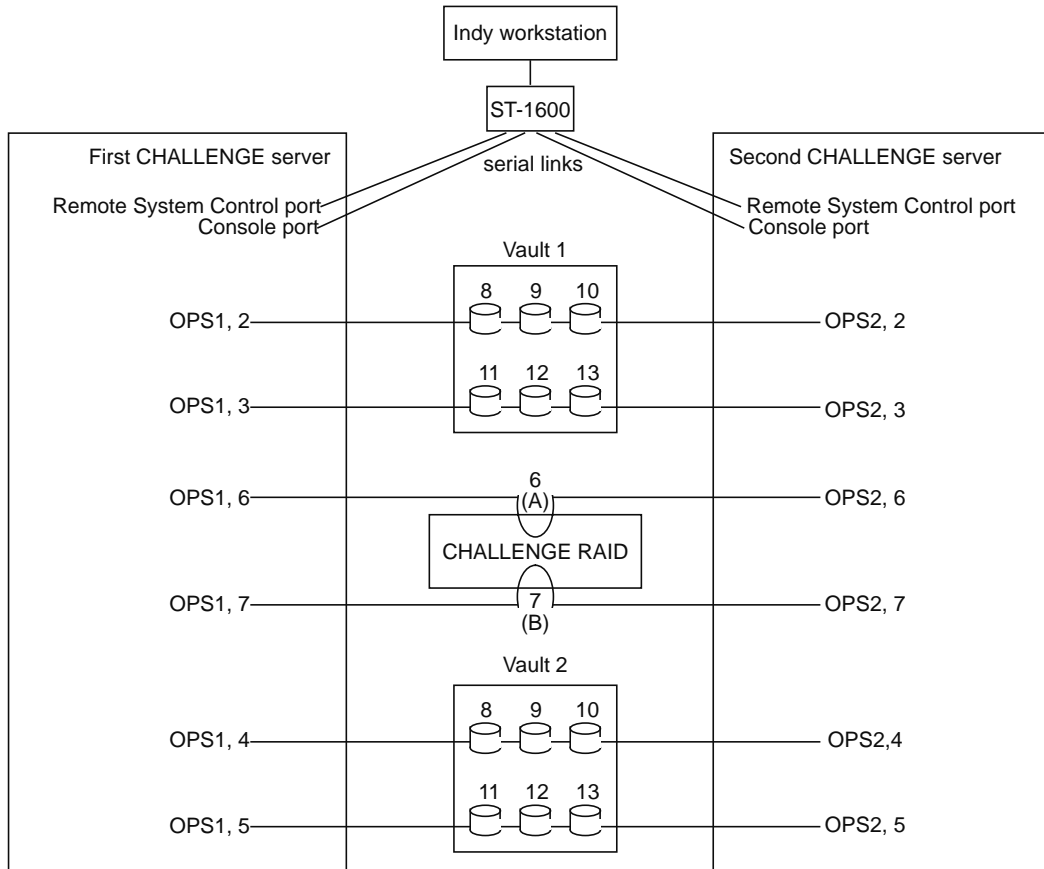 Indy workstation
ST-1600
First CHALLENGE server
serial links
Second CHALLENGE server
Remote System Control port
Remote System Control port
Console port
Console port
Vault 1
8 9 10
OPS1, 2
OPS2, 2
11 12 13
OPS1, 3
OPS2, 3
6
OPS1, 6
(A)
OPS2, 6
CHALLENGE RAID
OPS1, 7
7
OPS2, 7
(B)
Vault 2
8 9 10
OPS1, 4
OPS2,4
11 12 13
OPS1, 5
OPS2, 5